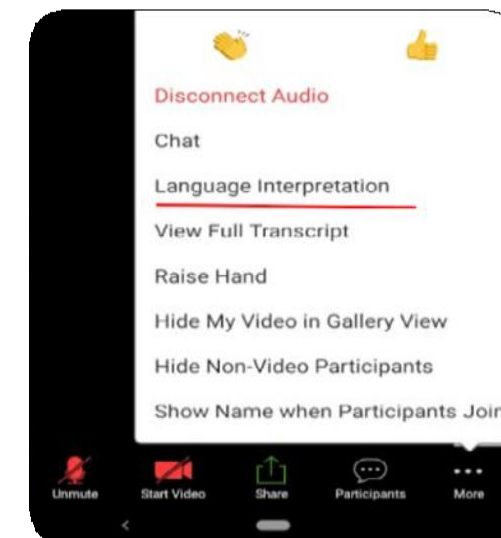 Disconnect Audio
Chat
Language Interpretation
View Full Transcript
Raise Hand
Hide My Video in Gallery View
Hide Non-Video Participants
Show Name when Participants Join
Unmute Start Video Share Participants More